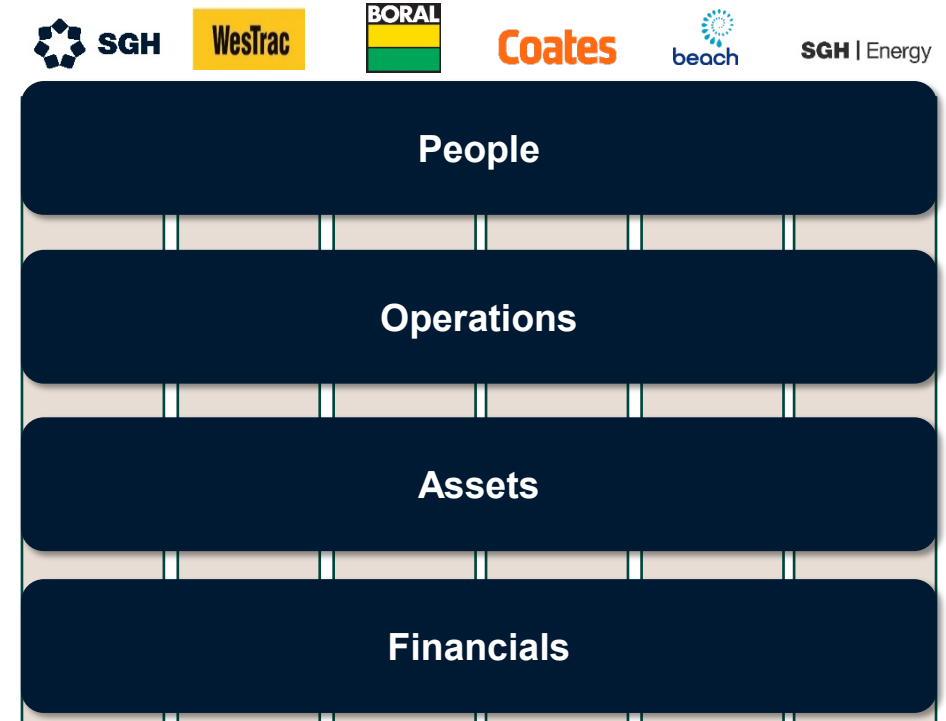 SGH
WesTrac
BORAL
Coates
beach
SGH | Energy
People
Operations
Assets
Financials